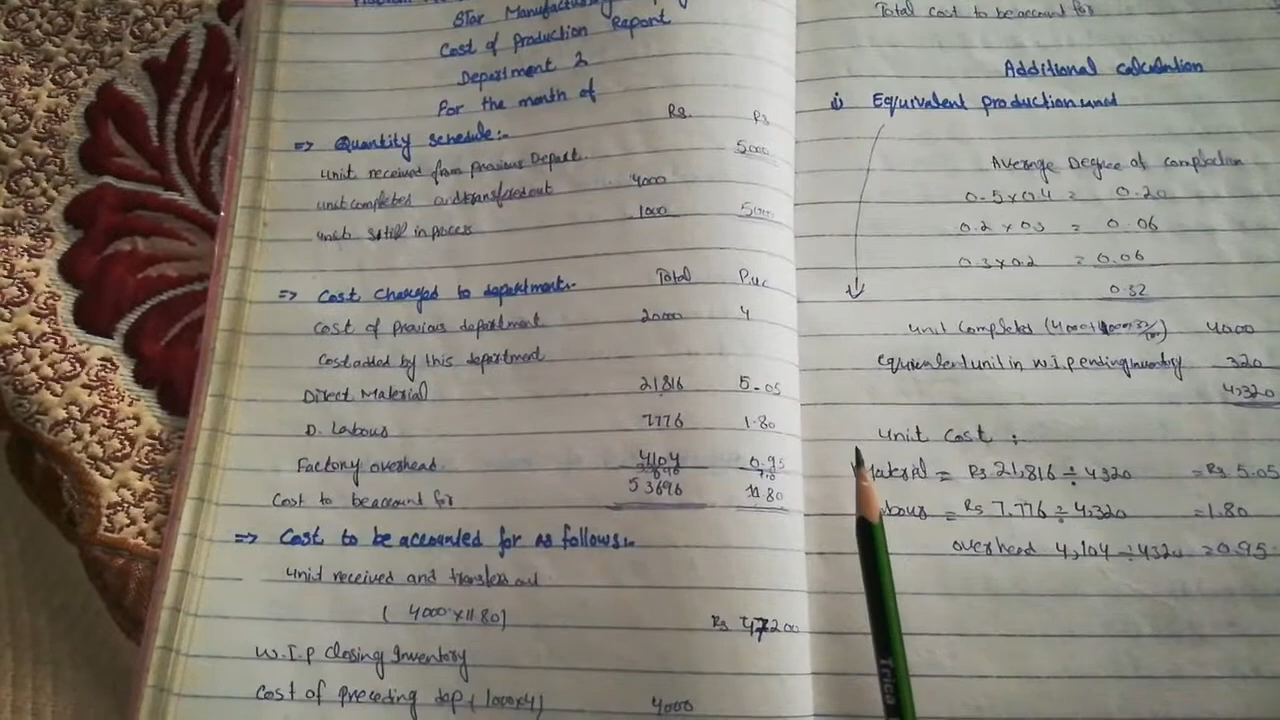 Star Manufacturing
Cost of Production Repant
Department 2
For the month of
Rs. Rs
=> Quantity schedule:-
unit received from previous Depart. 5000
unit completed and transfered out 4000
unit still in process 1000 5000
=> Cost Charged to department:- Total P.u.c
Cost of previous department 20000 4
Cost added by this department
Direct Material 21,816 5.05
D. Labour 7776 1.80
Factory overhead 4104 0.95
Cost to be account for 53696 11.80
=> Cost to be accounted for as follows:-
Unit received and transfers out
( 4000 x 11.80) Rs 47200
W.I.P closing Inventory
Cost of preceding dep ( 1000x4) 4000
Total cost to be account for
Additional calculation
i) Equivalent production unit
Average Degree of completion
0.5x0.4 = 0.20
0.2 x 0.3 = 0.06
0.3x0.2 = 0.06
0.32
unit completed 4000
equivalent unit in W.I.P ending inventory 320
4,320
Unit cost :
Material = Rs. 21,816 ÷ 4320 = Rs 5.05
labour = Rs 7.776 ÷ 4,320 = 1.80
overhead 4,104 ÷ 4320 = 0.95
Trice